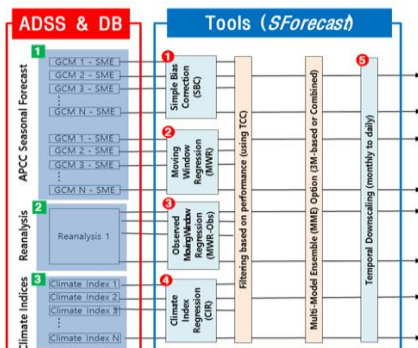 ADSS & DB
Tools (SForecast)
1
APCC Seasonal Forecast
GCM 1 - SME
GCM 2 - SME
GCM 3 - SME
⋮
GCM N - SME
GCM 1 - SME
GCM 2 - SME
GCM 3 - SME
⋮
GCM N - SME
2
Reanalysis
Reanalysis 1
3
Climate Indices
Climate Index 1
Climate Index 2
Climate Index 3
⋮
Climate Index N
1
Simple Bias
Correction
(SBC)
2
Moving
Window
Regression
(MWR)
3
Observed
MovingWindow
Regression
(MWR-Obs)
4
Climate
Index
Regression
(CIR)
Filtering based on performance (using TCC)
Multi-Model Ensemble (MME) Option (3M-based or Combined)
5
Temporal Downscaling (monthly to daily)